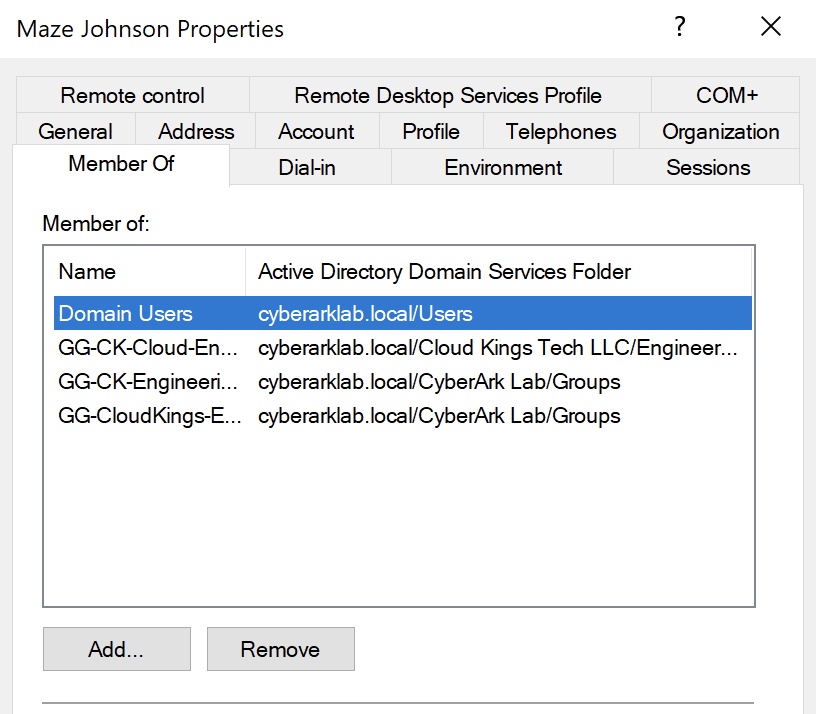 Maze Johnson Properties ?
Remote control Remote Desktop Services Profile COM+
General Address Account Profile Telephones Organization
Member Of Dial-in Environment Sessions
Member of:
Name Active Directory Domain Services Folder
Domain Users cyberarklab.local/Users
GG-CK-Cloud-En... cyberarklab.local/Cloud Kings Tech LLC/Engineer...
GG-CK-Engineeri... cyberarklab.local/CyberArk Lab/Groups
GG-CloudKings-E... cyberarklab.local/CyberArk Lab/Groups
Add... Remove